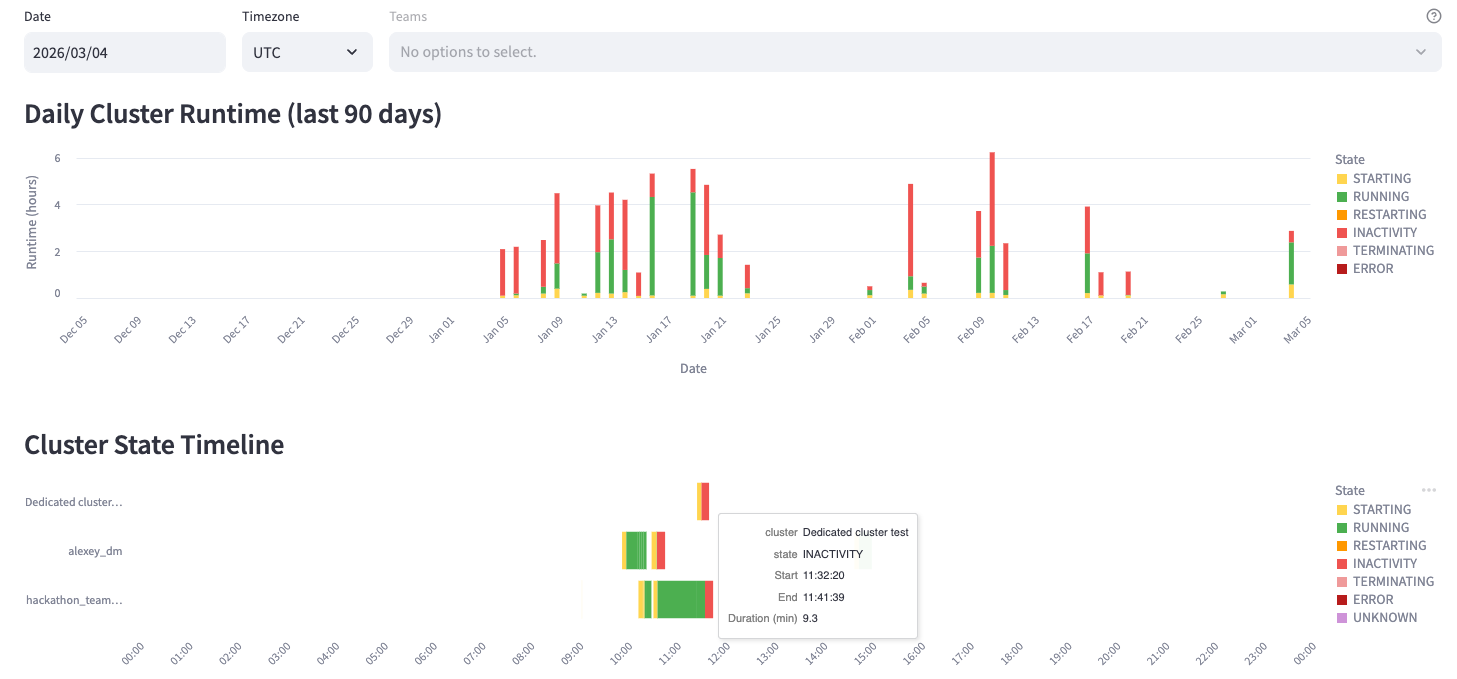 Date Timezone Teams
2026/03/04 UTC No options to select.
Daily Cluster Runtime (last 90 days)
Runtime (hours)
6
4
2
0
Dec 05 Dec 09 Dec 13 Dec 17 Dec 21 Dec 25 Dec 29 Jan 01 Jan 05 Jan 09 Jan 13 Jan 17 Jan 21 Jan 25 Jan 29 Feb 01 Feb 05 Feb 09 Feb 13 Feb 17 Feb 21 Feb 25 Mar 01 Mar 05
Date
State
STARTING
RUNNING
RESTARTING
INACTIVITY
TERMINATING
ERROR
Cluster State Timeline
Dedicated cluster…
alexey_dm
hackathon_team…
cluster Dedicated cluster test
state INACTIVITY
Start 11:32:20
End 11:41:39
Duration (min) 9.3
00:00 01:00 02:00 03:00 04:00 05:00 06:00 07:00 08:00 09:00 10:00 11:00 12:00 13:00 14:00 15:00 16:00 17:00 18:00 19:00 20:00 21:00 22:00 23:00 00:00
State
STARTING
RUNNING
RESTARTING
INACTIVITY
TERMINATING
ERROR
UNKNOWN